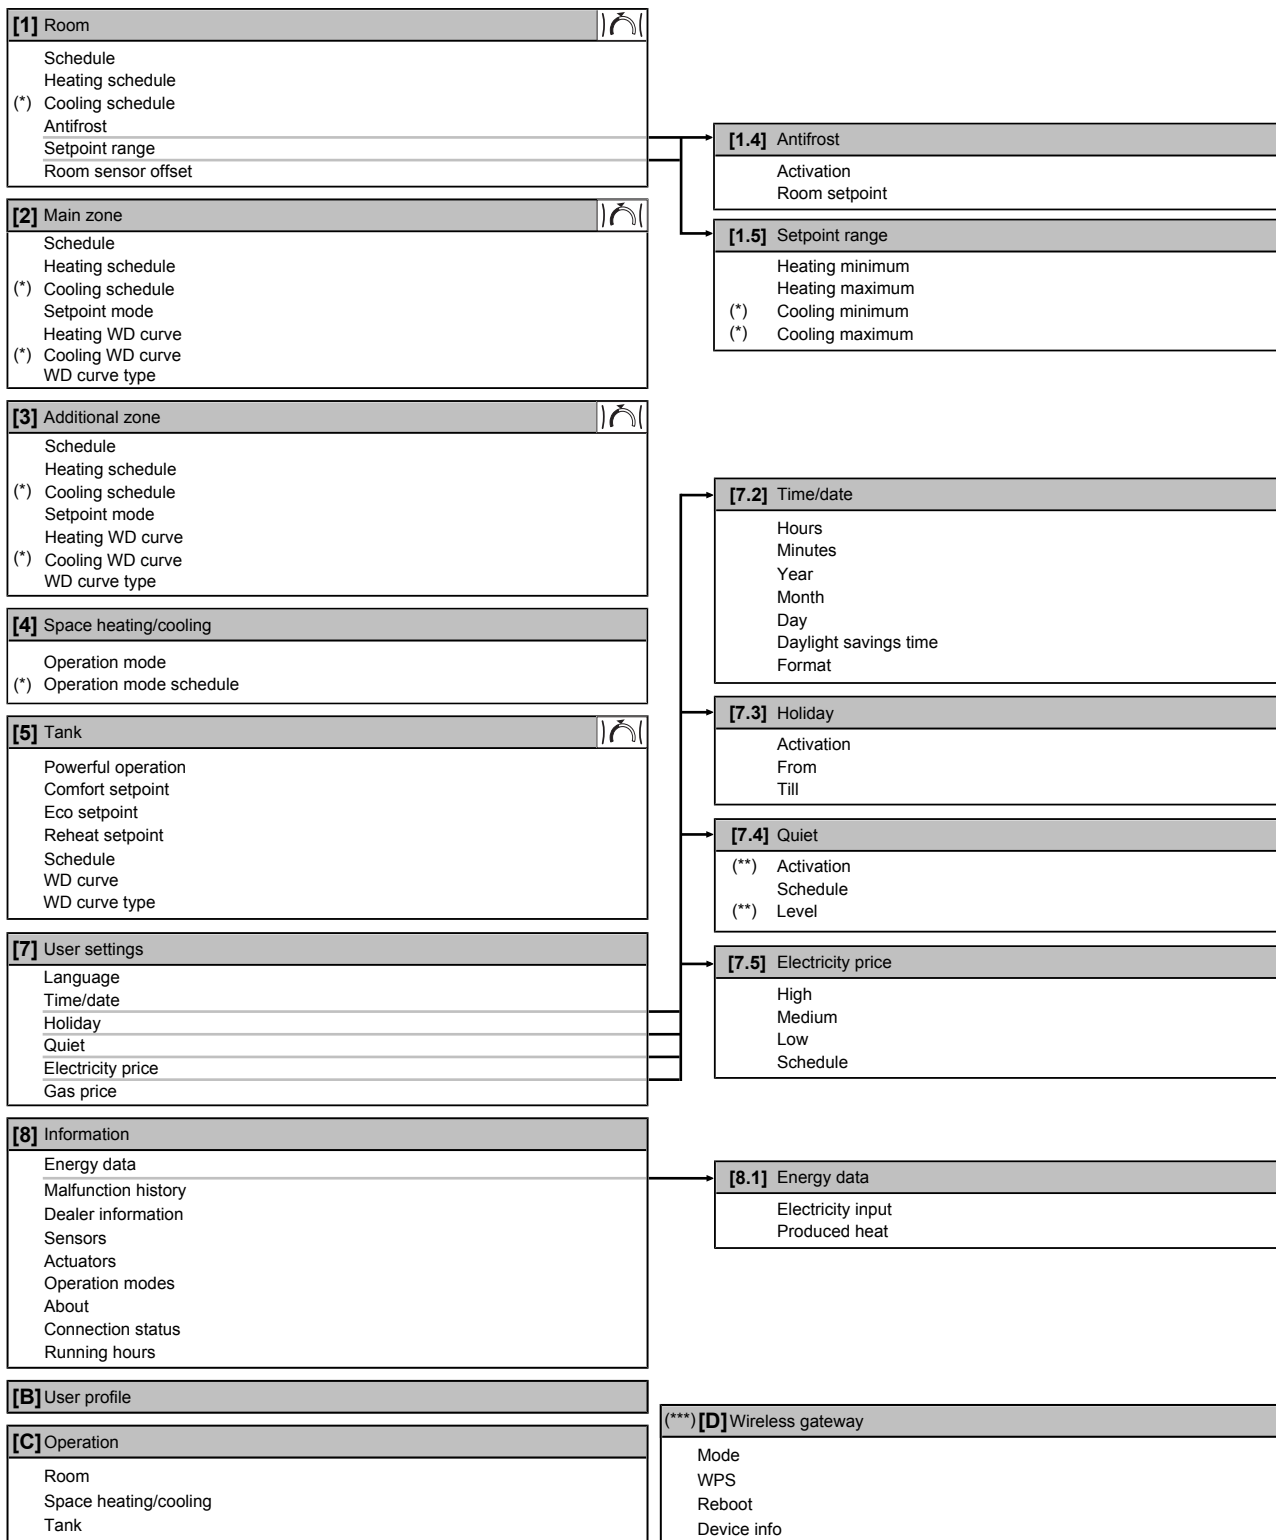 [1] Room
Schedule
Heating schedule
(*) Cooling schedule
Antifrost
Setpoint range
Room sensor offset
[1.4] Antifrost
Activation
Room setpoint
[1.5] Setpoint range
Heating minimum
Heating maximum
(*) Cooling minimum
(*) Cooling maximum
[2] Main zone
Schedule
Heating schedule
(*) Cooling schedule
Setpoint mode
Heating WD curve
(*) Cooling WD curve
WD curve type
[3] Additional zone
Schedule
Heating schedule
(*) Cooling schedule
Setpoint mode
Heating WD curve
(*) Cooling WD curve
WD curve type
[4] Space heating/cooling
Operation mode
(*) Operation mode schedule
[5] Tank
Powerful operation
Comfort setpoint
Eco setpoint
Reheat setpoint
Schedule
WD curve
WD curve type
[7] User settings
Language
Time/date
Holiday
Quiet
Electricity price
Gas price
[7.2] Time/date
Hours
Minutes
Year
Month
Day
Daylight savings time
Format
[7.3] Holiday
Activation
From
Till
[7.4] Quiet
(**) Activation
Schedule
(**) Level
[7.5] Electricity price
High
Medium
Low
Schedule
[8] Information
Energy data
Malfunction history
Dealer information
Sensors
Actuators
Operation modes
About
Connection status
Running hours
[8.1] Energy data
Electricity input
Produced heat
[B] User profile
[C] Operation
Room
Space heating/cooling
Tank
(***) [D] Wireless gateway
Mode
WPS
Reboot
Device info